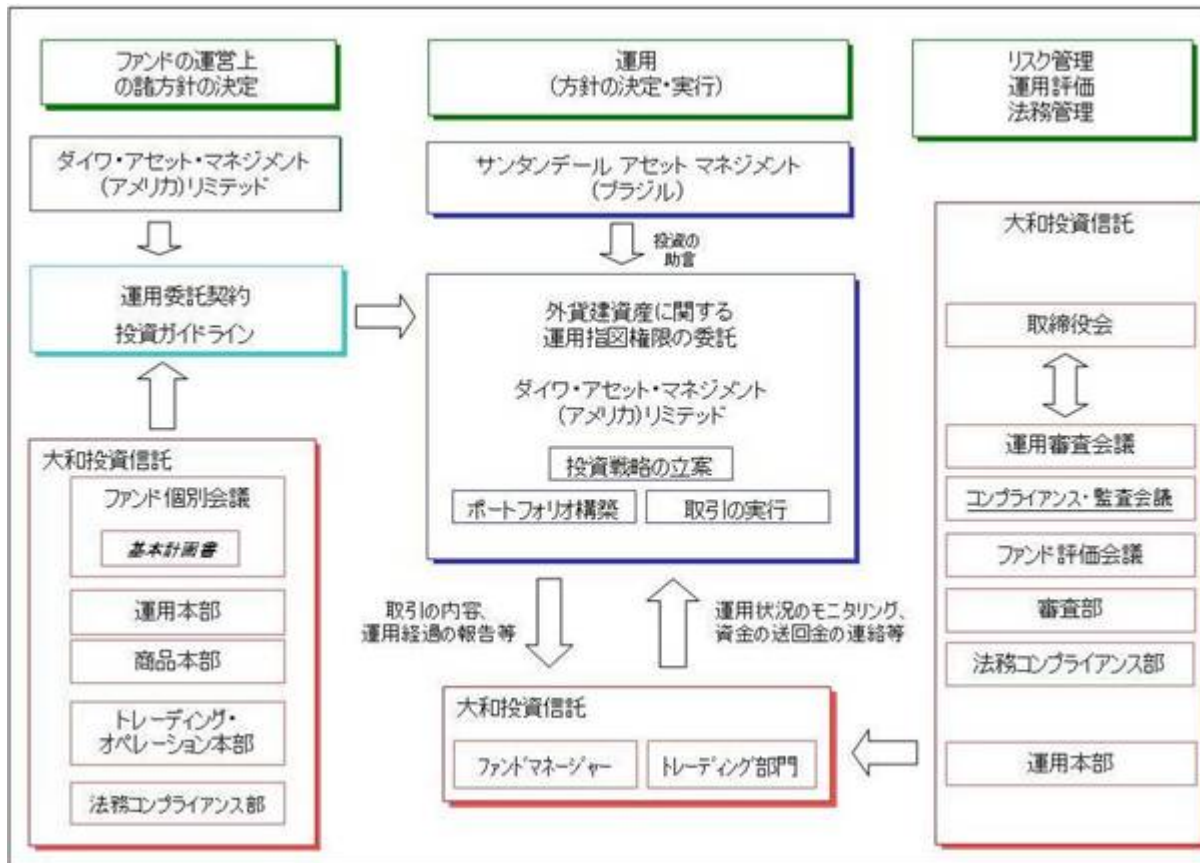 ファンドの運営上
の諸方針の決定
ダイワ・アセット・マネジメント
(アメリカ)リミテッド
運用委託契約
投資ガイドライン
大和投資信託
ファンド個別会議
基本計画書
運用本部
商品本部
トレーディング・
オペレーション本部
法務コンプライアンス部
運用
(方針の決定・実行)
サンタンデール アセット マネジメント
(ブラジル)
投資の
助言
外貨建資産に関する
運用指図権限の委託
ダイワ・アセット・マネジメント
(アメリカ)リミテッド
投資戦略の立案
ポートフォリオ構築
取引の実行
取引の内容、
運用経過の報告等
運用状況のモニタリング、
資金の送回金の連絡等
大和投資信託
ファンドマネージャー
トレーディング部門
リスク管理
運用評価
法務管理
大和投資信託
取締役会
運用審査会議
コンプライアンス・監査会議
ファンド評価会議
審査部
法務コンプライアンス部
運用本部